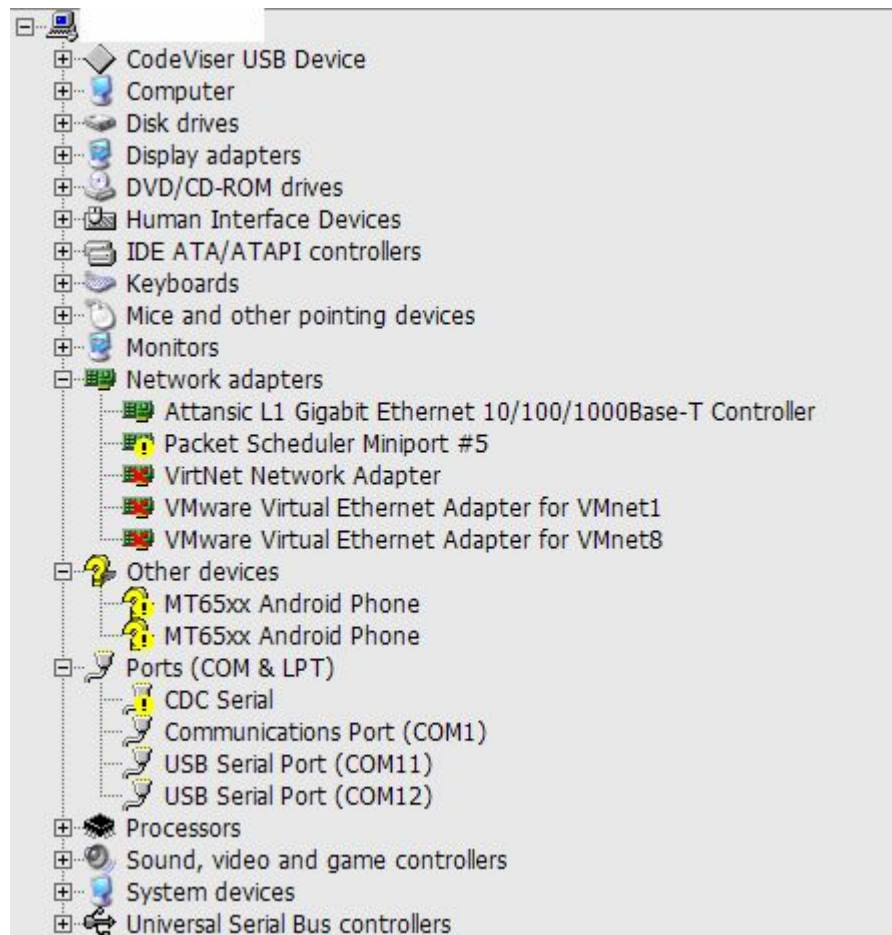 CodeViser USB Device
Computer
Disk drives
Display adapters
DVD/CD-ROM drives
Human Interface Devices
IDE ATA/ATAPI controllers
Keyboards
Mice and other pointing devices
Monitors
Network adapters
Attansic L1 Gigabit Ethernet 10/100/1000Base-T Controller
Packet Scheduler Miniport #5
VirtNet Network Adapter
VMware Virtual Ethernet Adapter for VMnet1
VMware Virtual Ethernet Adapter for VMnet8
Other devices
MT65xx Android Phone
MT65xx Android Phone
Ports (COM & LPT)
CDC Serial
Communications Port (COM1)
USB Serial Port (COM11)
USB Serial Port (COM12)
Processors
Sound, video and game controllers
System devices
Universal Serial Bus controllers